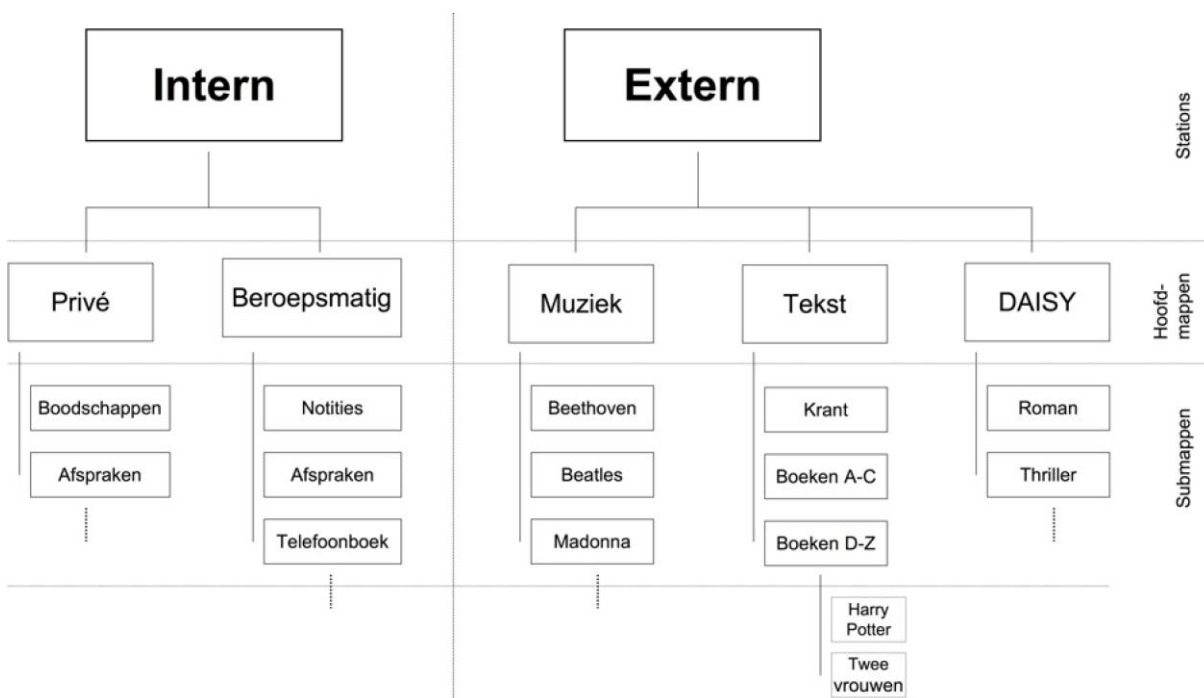 Intern
Extern
Stations
Privé
Beroepsmatig
Muziek
Tekst
DAISY
Hoofd-
mappen
Boodschappen
Notities
Beethoven
Krant
Roman
Afspraken
Afspraken
Beatles
Boeken A-C
Thriller
Submappen
Telefoonboek
Madonna
Boeken D-Z
Harry
Potter
Twee
vrouwen